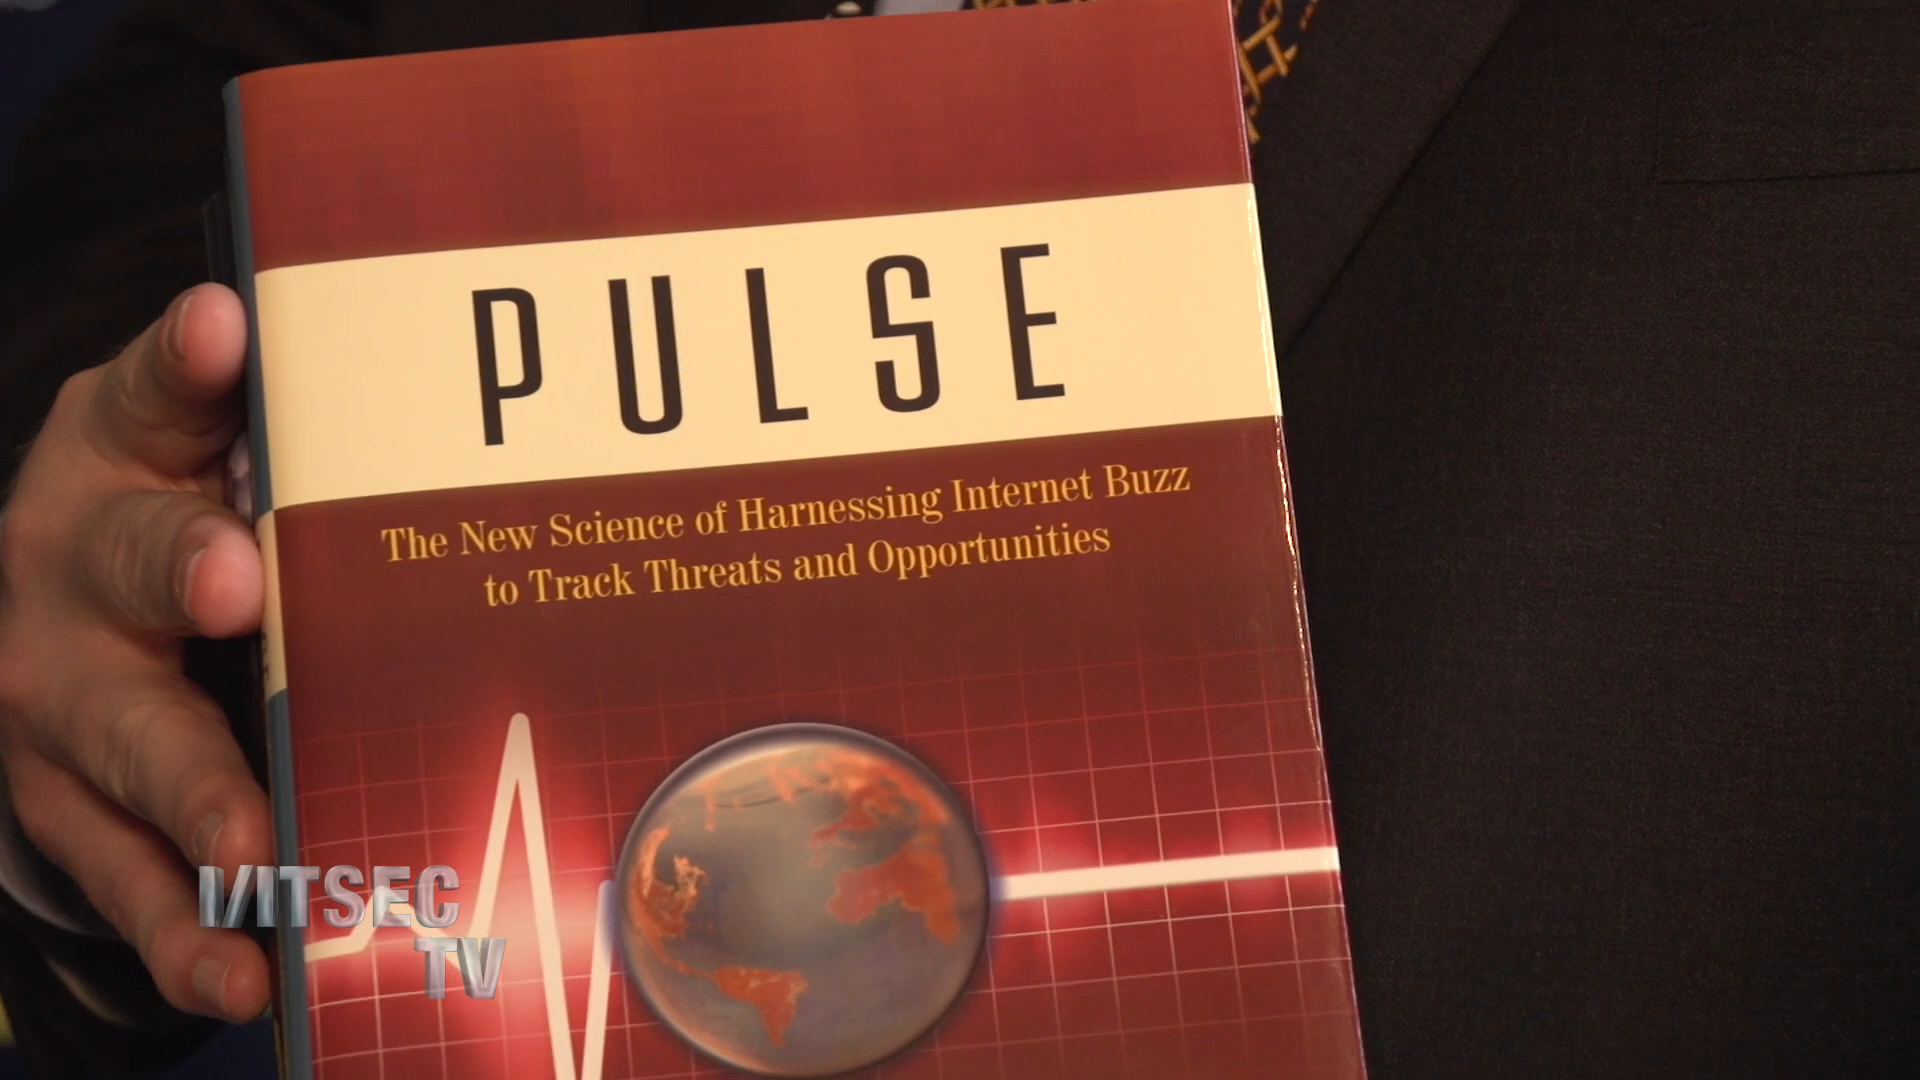 PULSE
The New Science of Harnessing Internet Buzz
to Track Threats and Opportunities
I/ITSEC
TV